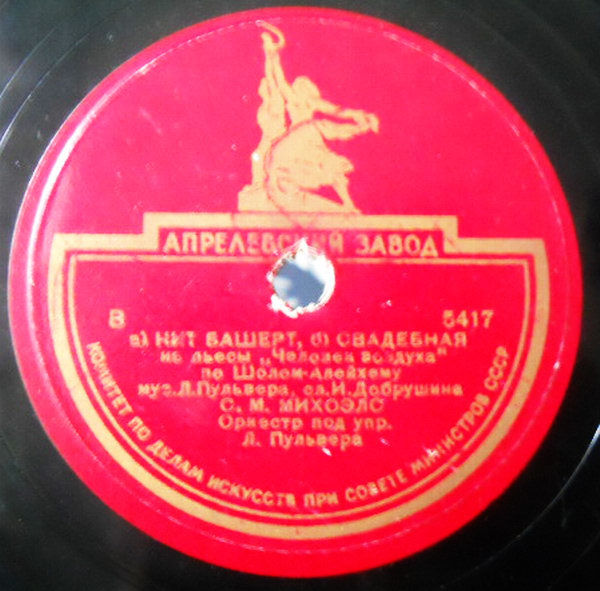 АПРЕЛЕВСКИЙ ЗАВОД
В 5417
а) НИТ БАШЕРТ, б) СВАДЕБНАЯ
из пьесы „Человек воздуха"
по Шолом-Алейхему
муз. Л. Пульвера, сл. И. Добрушина
С. М. МИХОЭЛС
Оркестр под упр.
Л. Пульвера
КОМИТЕТ ПО ДЕЛАМ ИСКУССТВ ПРИ СОВЕТЕ МИНИСТРОВ СССР